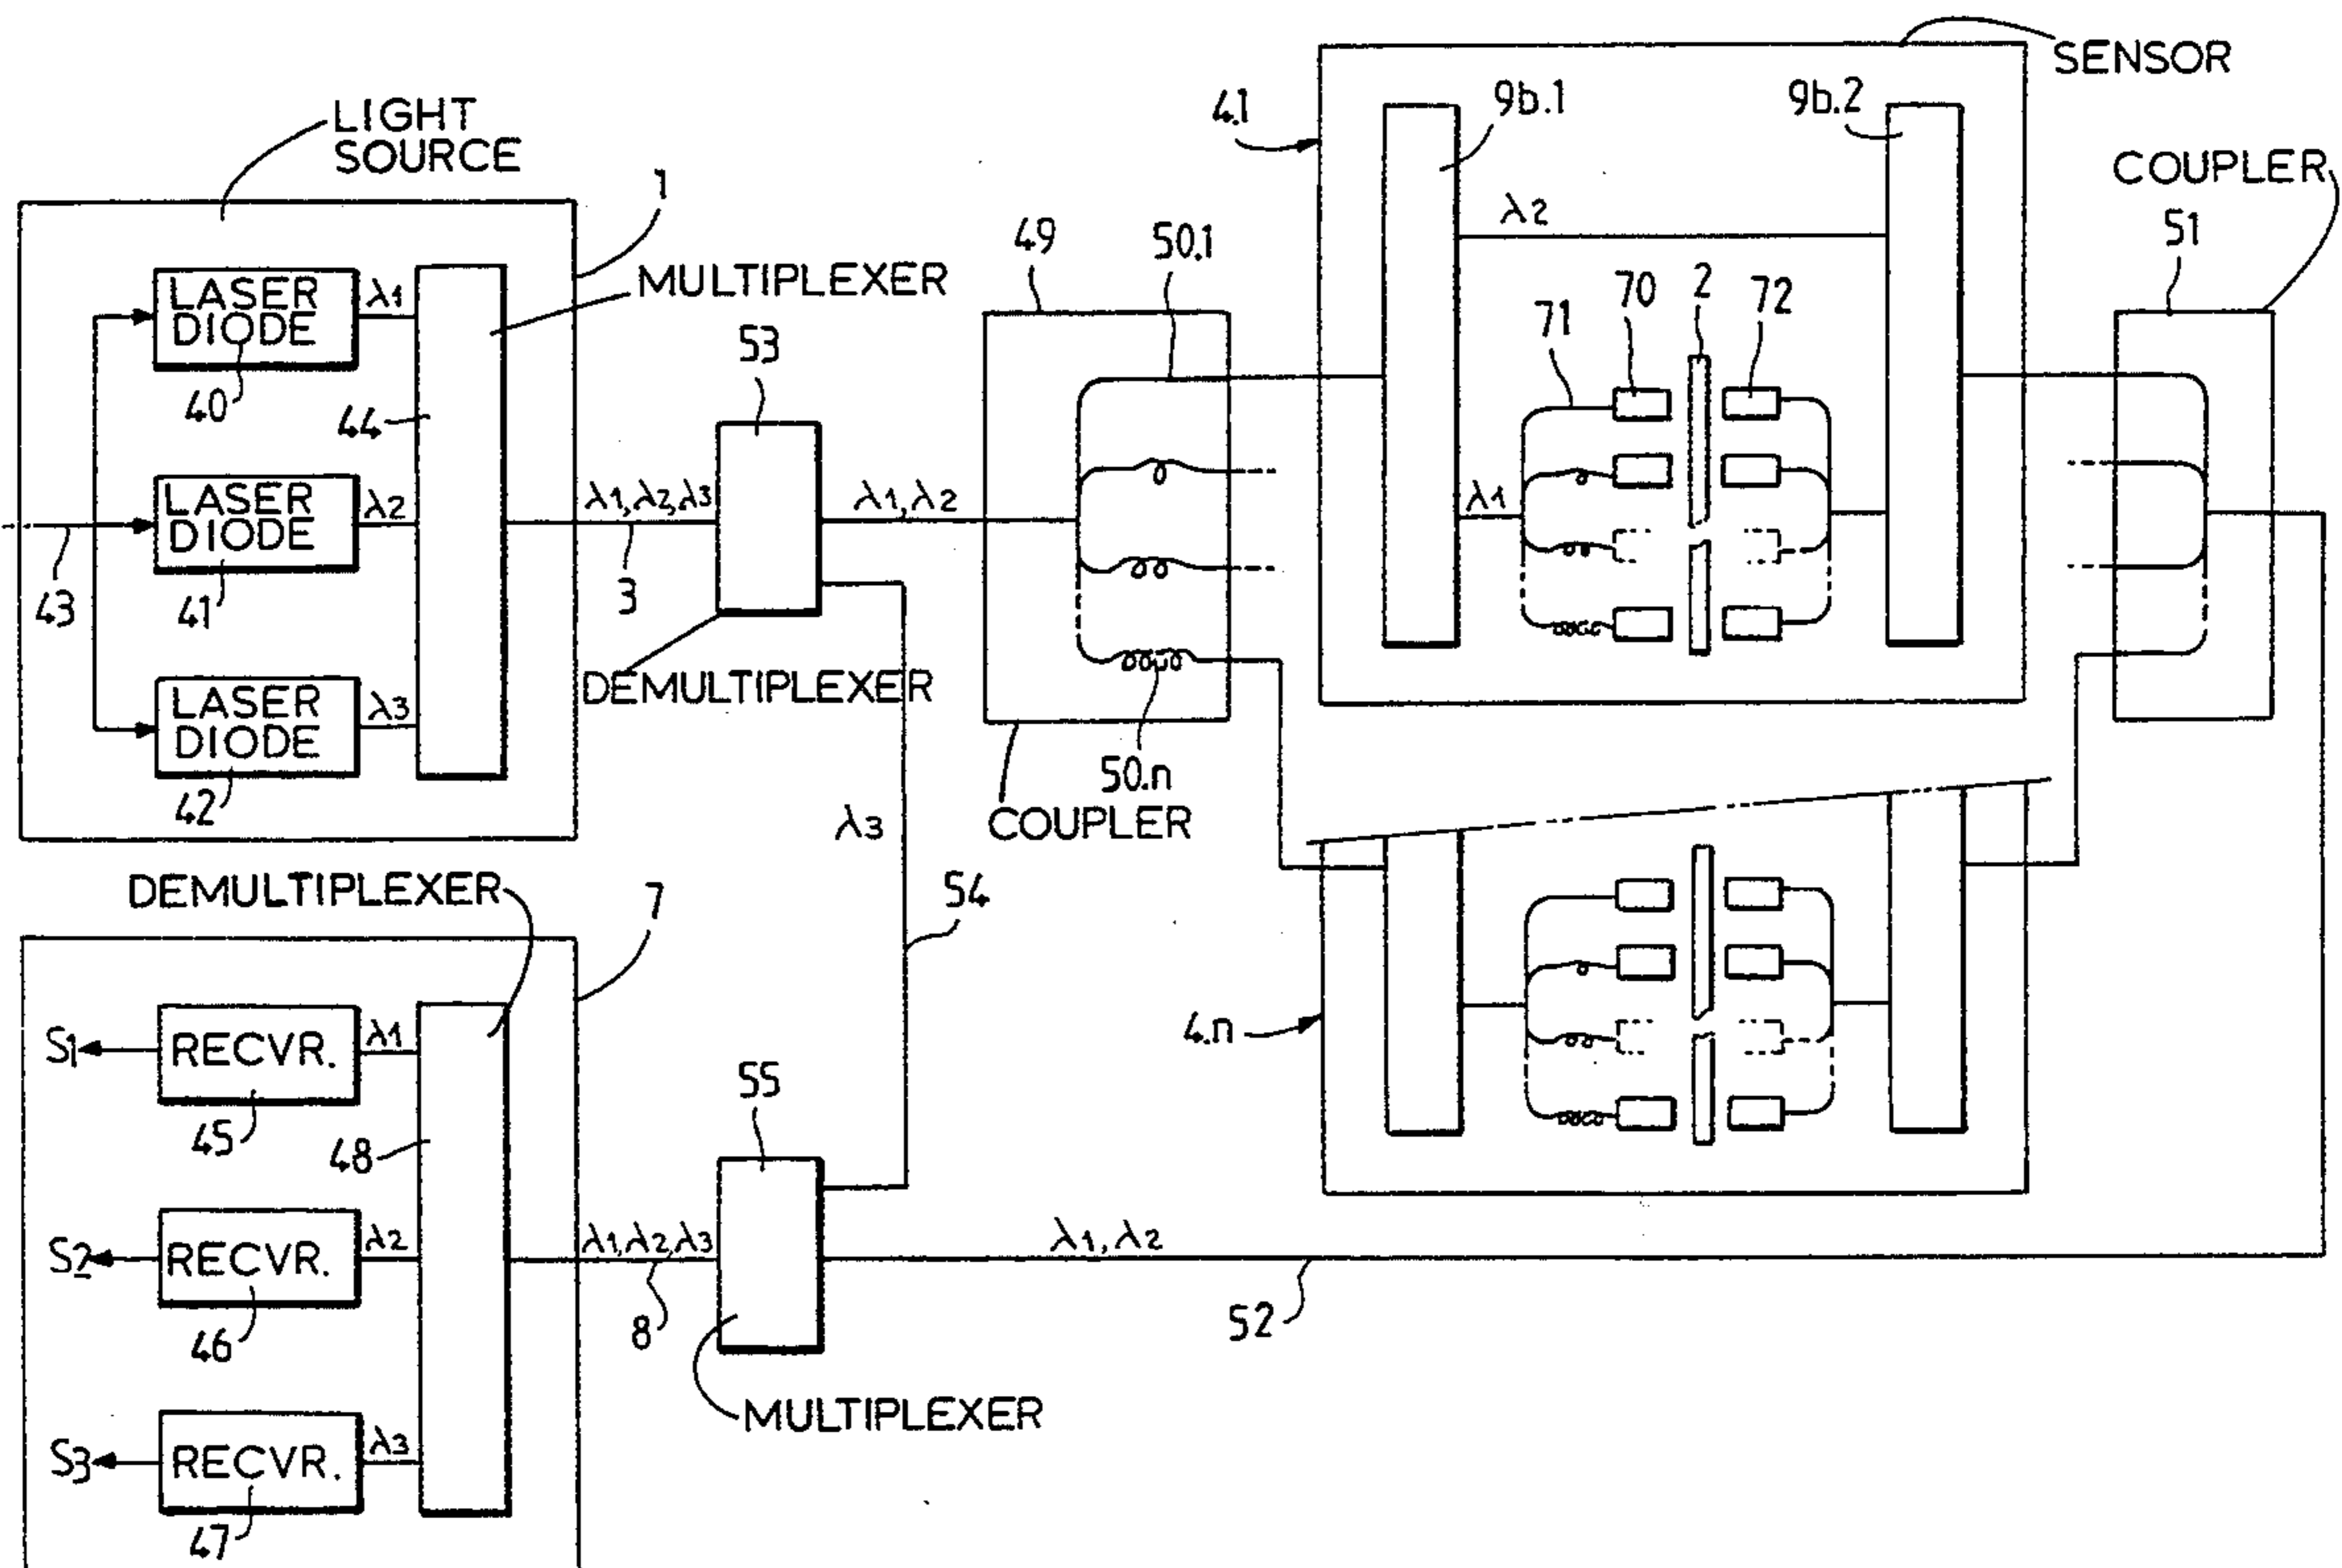 SENSOR
4.1
9b.1
9b.2
LIGHT
SOURCE
COUPLER
1
λ2
49
50.1
51
LASER
DIODE
λ1
MULTIPLEXER
70
2
72
71
53
40
44
LASER
DIODE
λ2
λ1,λ2,λ3
λ1,λ2
λ1
43
41
3
DEMULTIPLEXER
LASER
DIODE
λ3
50.n
42
COUPLER
λ3
DEMULTIPLEXER
7
54
S1
RECVR.
λ1
4.n
55
45
48
S2
RECVR.
λ2
λ1,λ2,λ3
λ1,λ2
46
8
52
MULTIPLEXER
S3
RECVR.
λ3
47